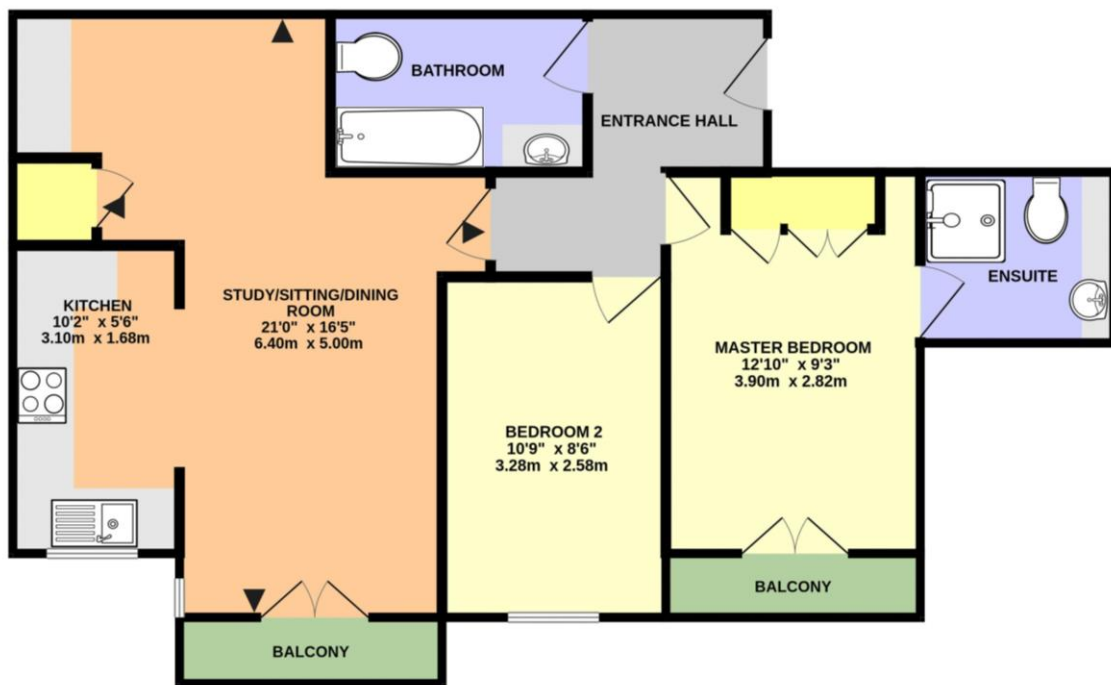 BATHROOM
ENTRANCE HALL
KITCHEN
10'2" x 5'6"
3.10m x 1.68m
STUDY/SITTING/DINING
ROOM
21'0" x 16'5"
6.40m x 5.00m
ENSUITE
MASTER BEDROOM
12'10" x 9'3"
3.90m x 2.82m
BEDROOM 2
10'9" x 8'6"
3.28m x 2.58m
BALCONY
BALCONY